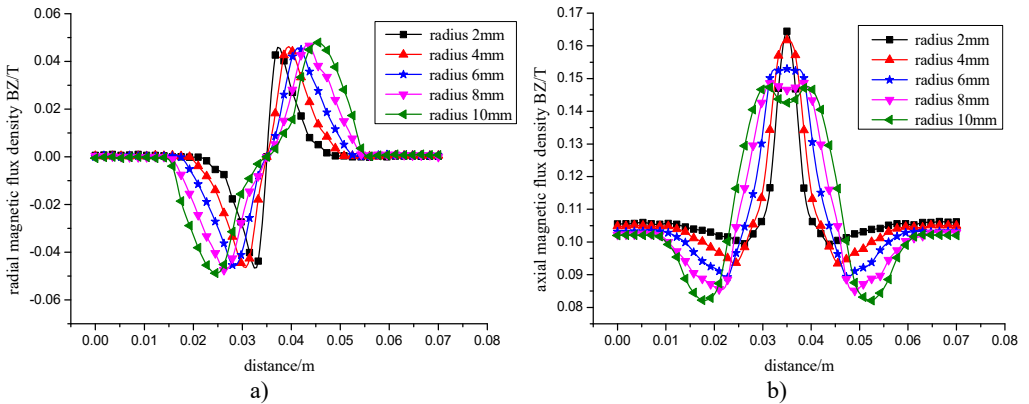 radial magnetic flux density BZ/T
0.06
0.04
0.02
0.00
-0.02
-0.04
-0.06
0.00 0.01 0.02 0.03 0.04 0.05 0.06 0.07 0.08
distance/m
radius 2mm
radius 4mm
radius 6mm
radius 8mm
radius 10mm
a)
axial magnetic flux density BZ/T
0.17
0.16
0.15
0.14
0.13
0.12
0.11
0.10
0.09
0.08
0.00 0.01 0.02 0.03 0.04 0.05 0.06 0.07 0.08
distance/m
radius 2mm
radius 4mm
radius 6mm
radius 8mm
radius 10mm
b)